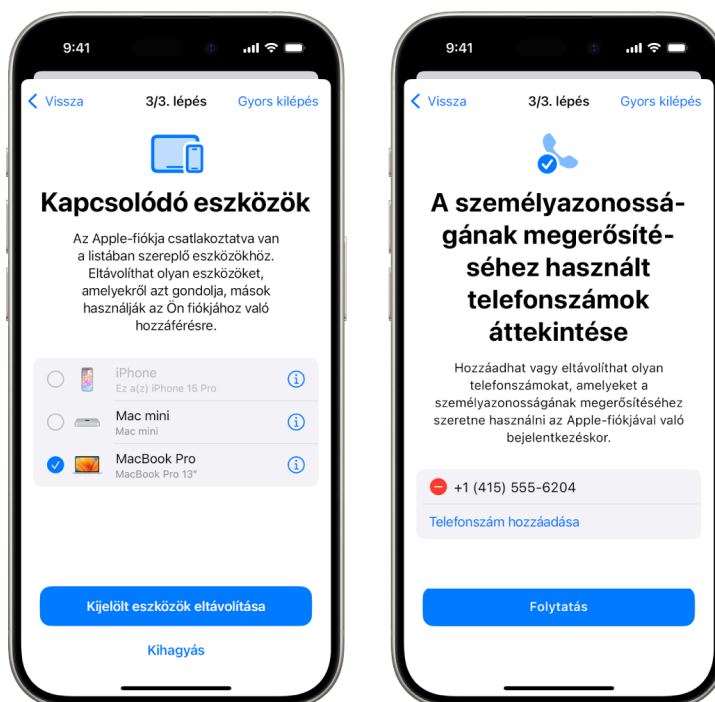 9:41
Vissza
3/3. lépés
Gyors kilépés
Kapcsolódó eszközök
Az Apple-fiókja csatlakoztatva van
a listában szereplő eszközökhöz.
Eltávolíthat olyan eszközöket,
amelyekről azt gondolja, mások
használják az Ön fiókjához való
hozzáférésre.
iPhone
Ez a(z) iPhone 15 Pro
Mac mini
Mac mini
MacBook Pro
MacBook Pro 13"
Kijelölt eszközök eltávolítása
Kihagyás
9:41
Vissza
3/3. lépés
Gyors kilépés
A személyazonossá-
gának megerősíté-
séhez használt
telefonszámok
áttekintése
Hozzáadhat vagy eltávolíthat olyan
telefonszámokat, amelyeket a
személyazonosságának megerősítéséhez
szeretne használni az Apple-fiókjával való
bejelentkezéskor.
+1 (415) 555-6204
Telefonszám hozzáadása
Folytatás